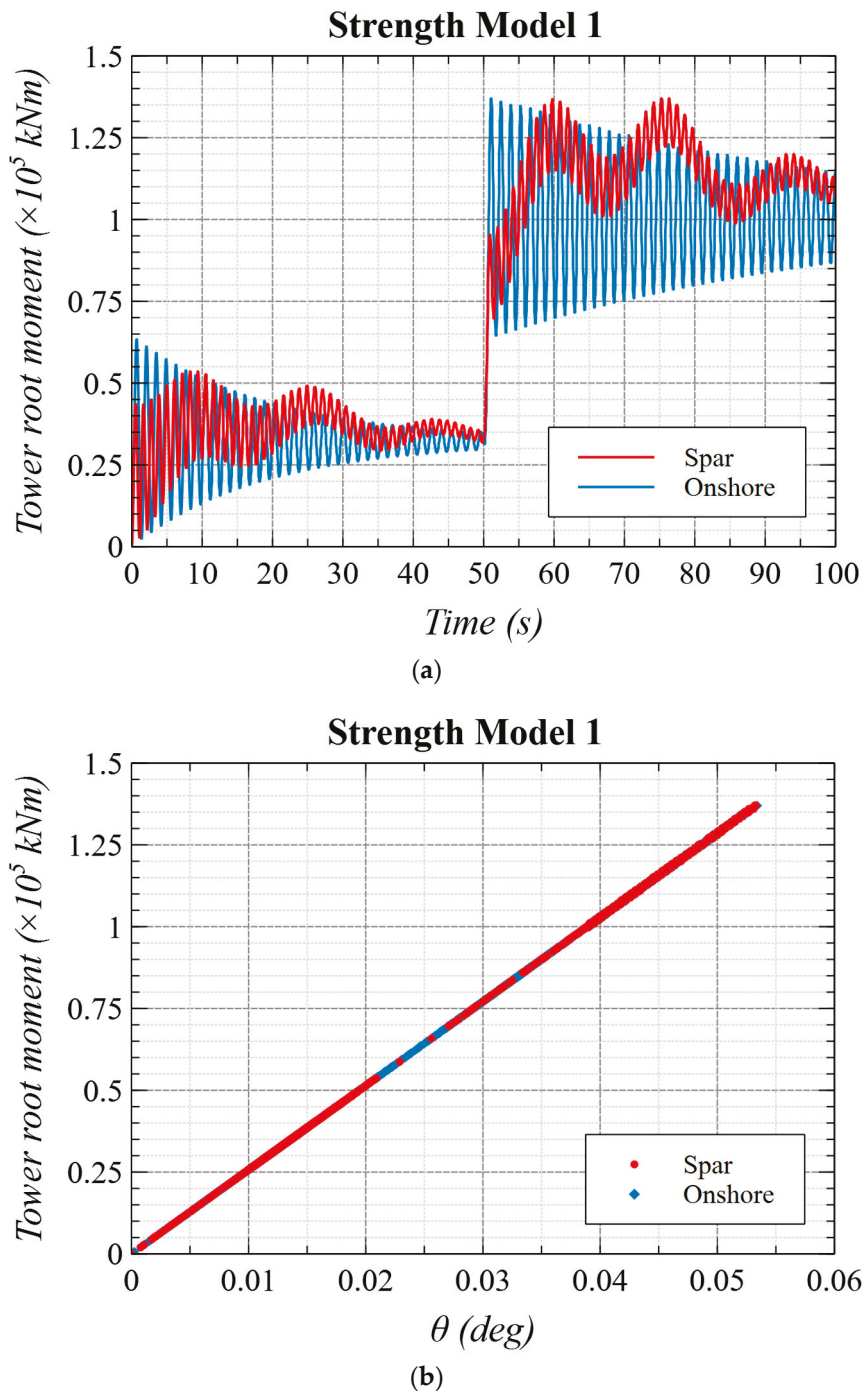 Strength Model 1
Tower root moment (×10⁵ kNm)
1.5
1.25
1
0.75
0.5
0.25
0
0 10 20 30 40 50 60 70 80 90 100
Spar
Onshore
Time (s)
(a)
Strength Model 1
Tower root moment (×10⁵ kNm)
1.5
1.25
1
0.75
0.5
0.25
0
0 0.01 0.02 0.03 0.04 0.05 0.06
Spar
Onshore
θ (deg)
(b)